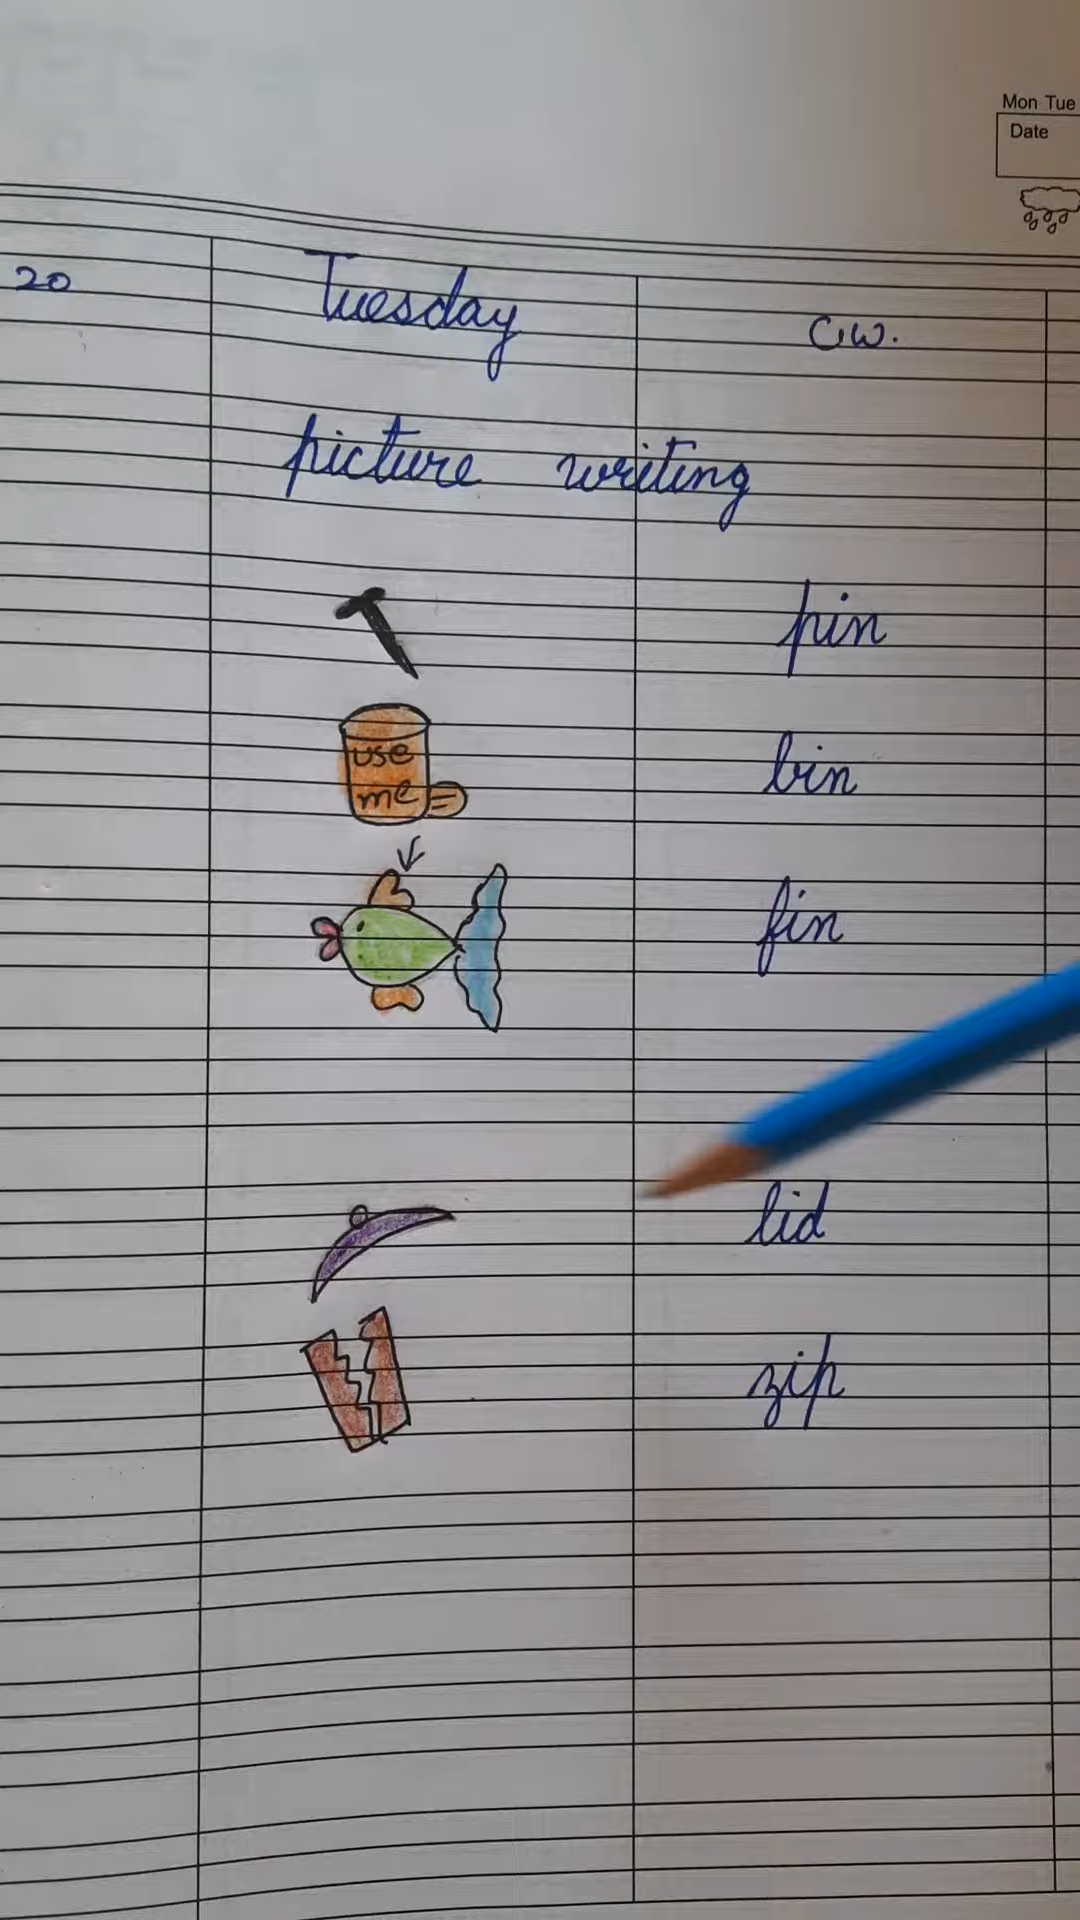 Mon Tue
Date
20 Tuesday C.W.
picture writing
pin
use
me
bin
fin
lid
zip